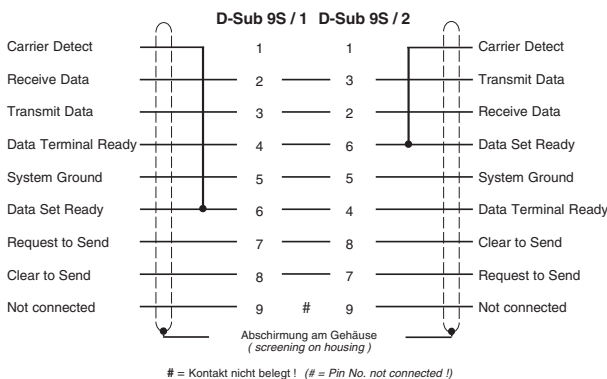 D-Sub 9S / 1 D-Sub 9S / 2
Carrier Detect 1 1 Carrier Detect
Receive Data 2 3 Transmit Data
Transmit Data 3 2 Receive Data
Data Terminal Ready 4 6 Data Set Ready
System Ground 5 5 System Ground
Data Set Ready 6 4 Data Terminal Ready
Request to Send 7 8 Clear to Send
Clear to Send 8 7 Request to Send
Not connected 9 # 9 Not connected
Abschirmung am Gehäuse
( screening on housing )
# = Kontakt nicht belegt ! (# = Pin No. not connected !)